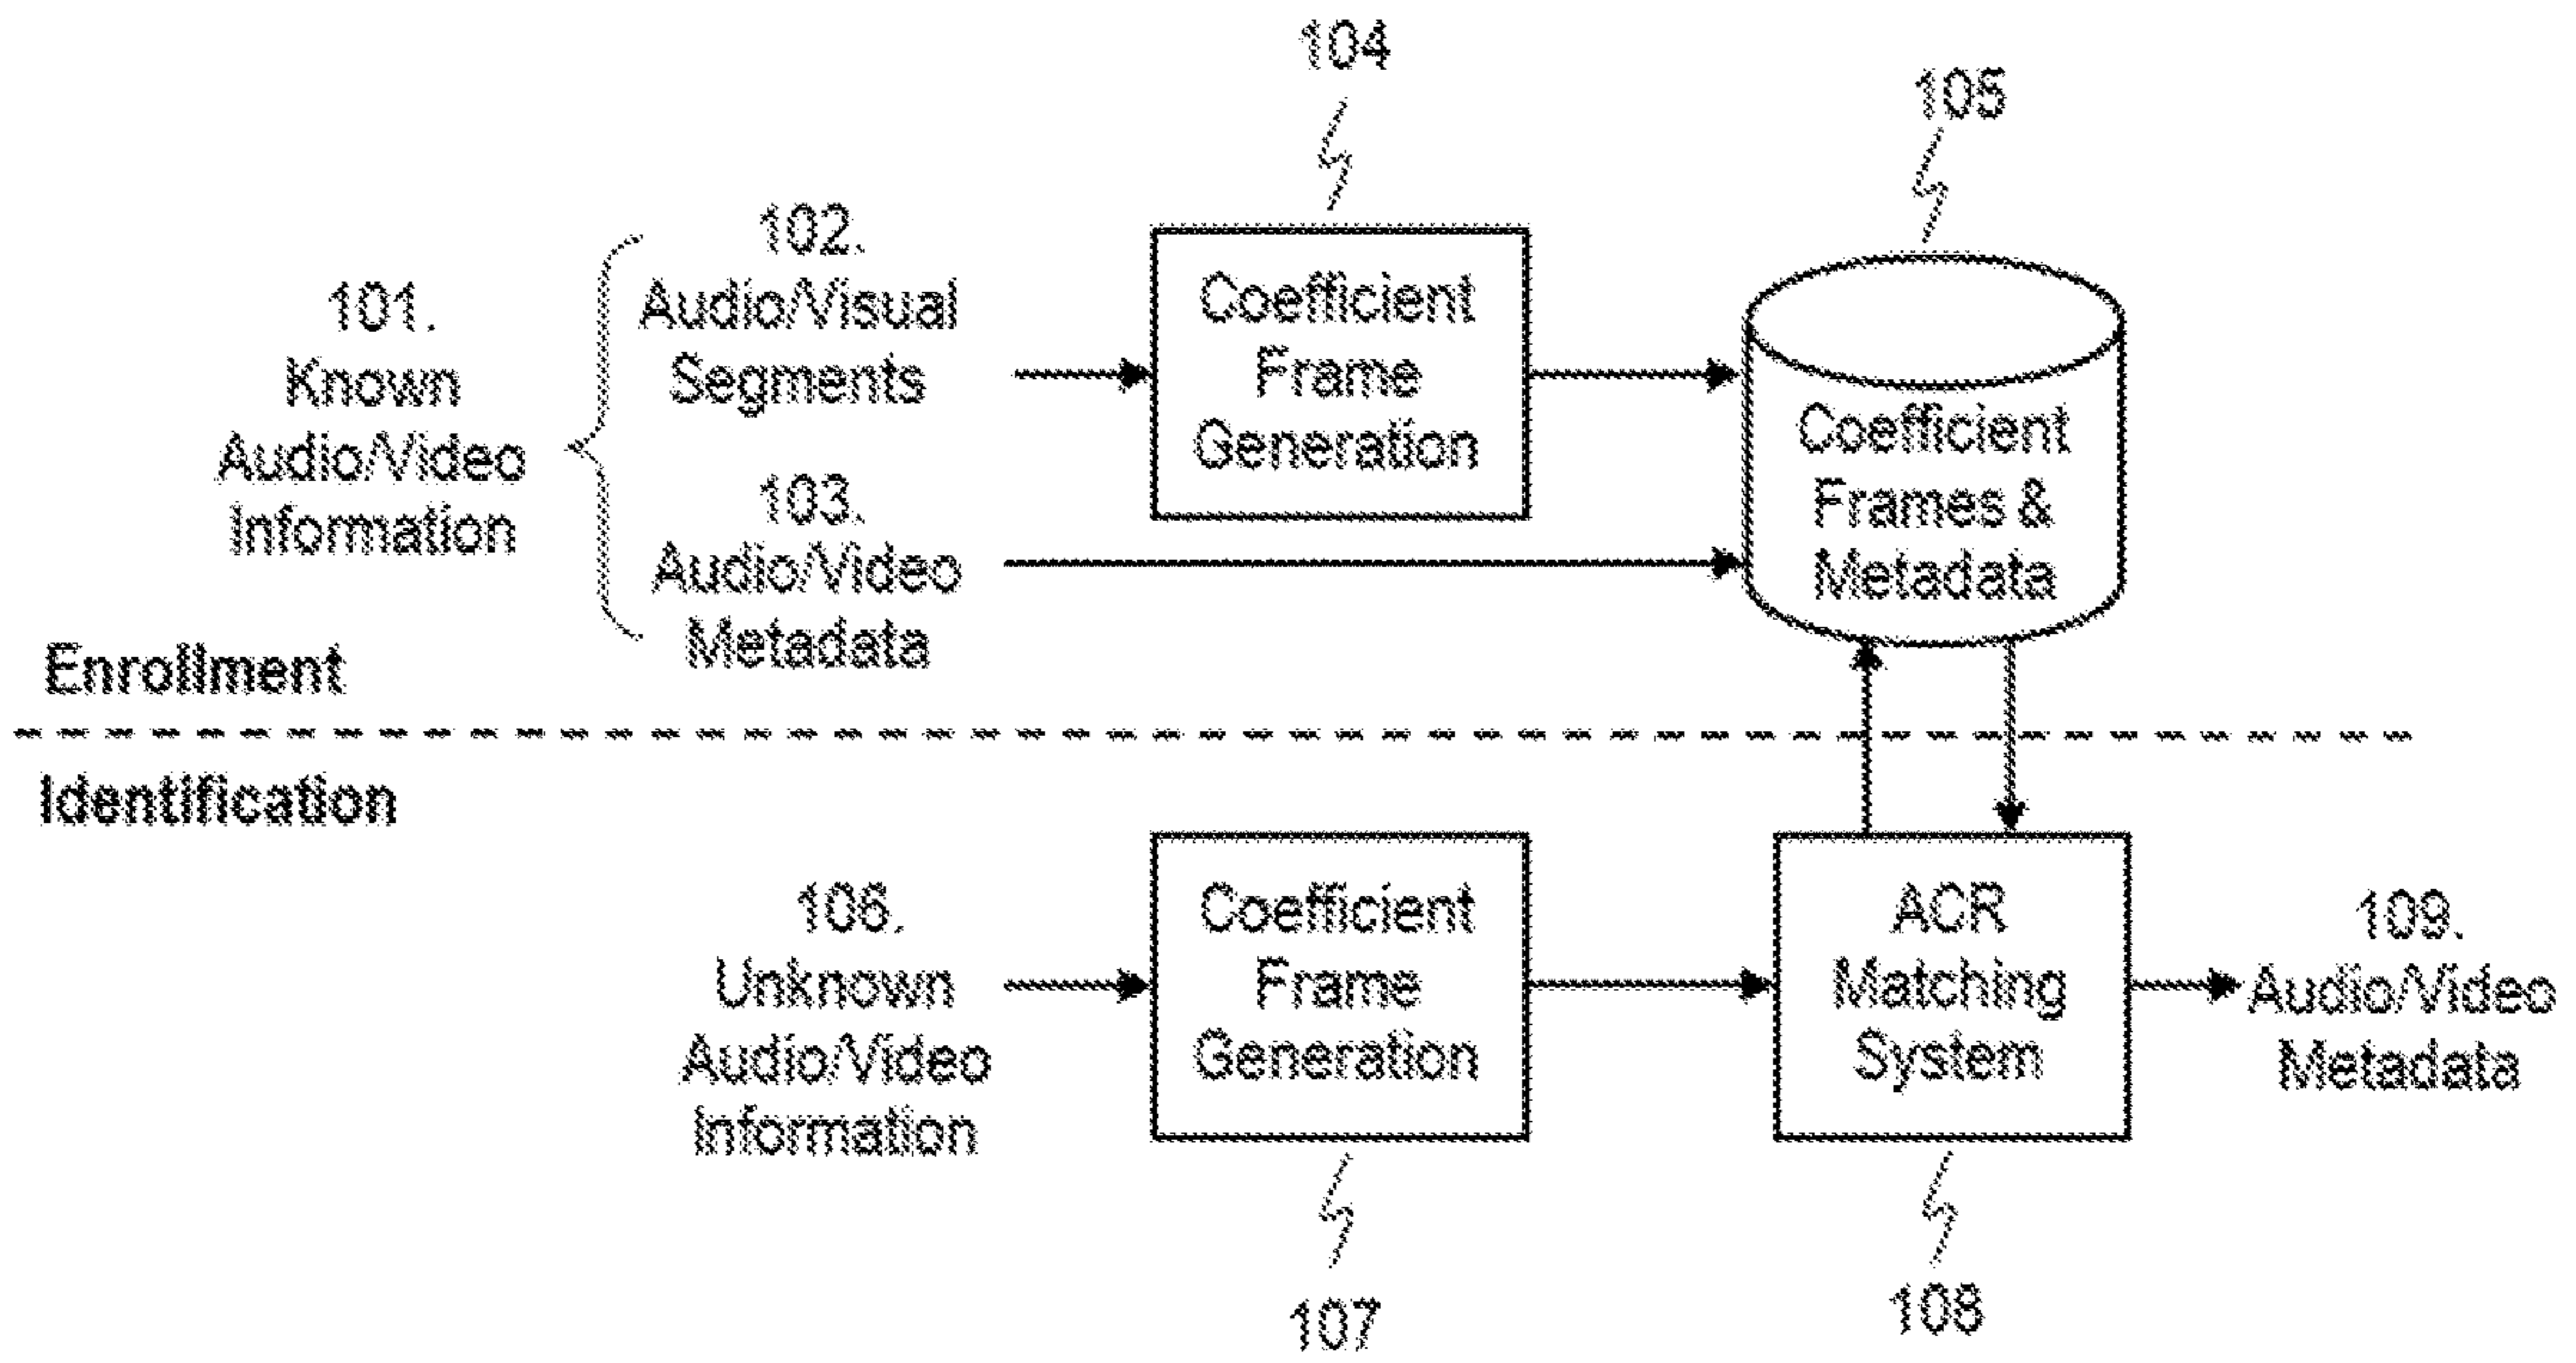 104
105
102.
Audio/Visual
Segments
101.
Known
Audio/Video
Information
103.
Audio/Video
Metadata
Coefficient
Frame
Generation
Coefficient
Frames &
Metadata
Enrollment
Identification
106.
Unknown
Audio/Video
Information
Coefficient
Frame
Generation
ACR
Matching
System
109.
Audio/Video
Metadata
107
108